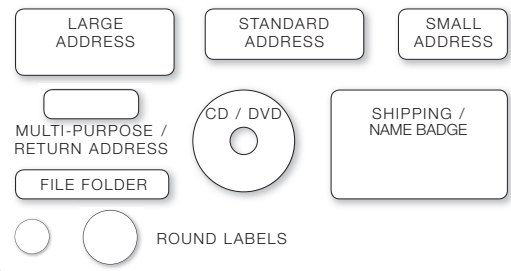 LARGE
ADDRESS
STANDARD
ADDRESS
SMALL
ADDRESS
MULTI-PURPOSE /
RETURN ADDRESS
CD / DVD
SHIPPING /
NAME BADGE
FILE FOLDER
ROUND LABELS